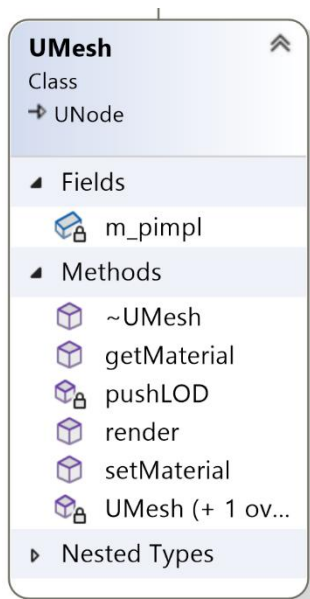 UMesh
Class
UNode
Fields
m_pimpl
Methods
~UMesh
getMaterial
pushLOD
render
setMaterial
UMesh (+ 1 ov...
Nested Types